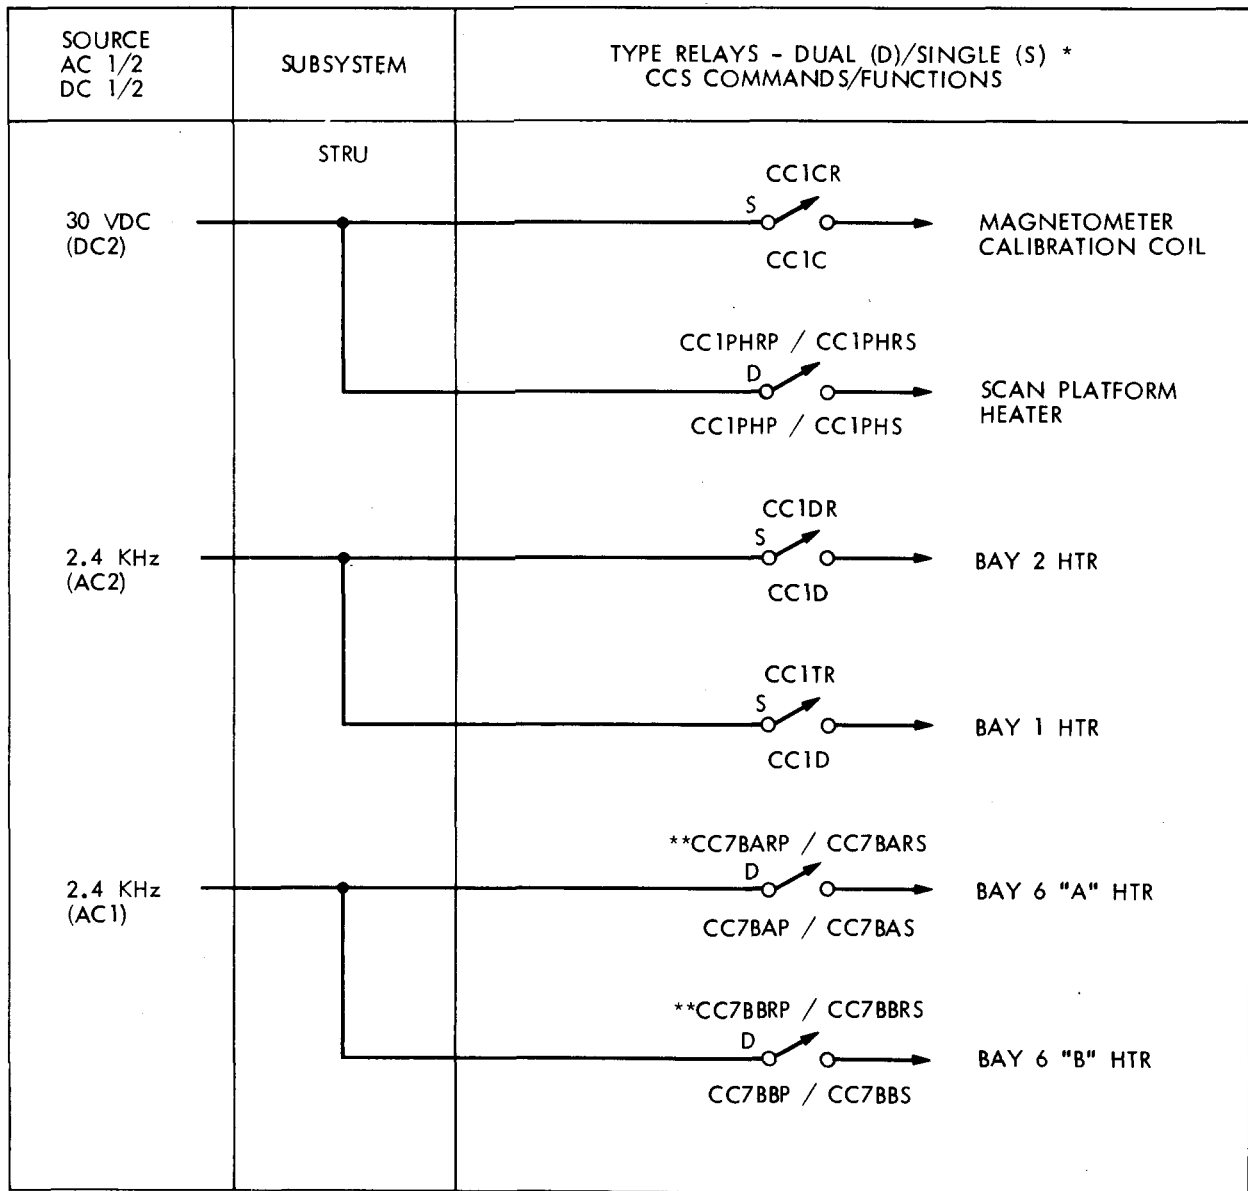 SOURCE
AC 1/2
DC 1/2
SUBSYSTEM
TYPE RELAYS - DUAL (D)/SINGLE (S) *
CCS COMMANDS/FUNCTIONS
STRU
30 VDC
(DC2)
CC1CR
S
CC1C
MAGNETOMETER
CALIBRATION COIL
CC1PHRP / CC1PHRS
D
CC1PHP / CC1PHS
SCAN PLATFORM
HEATER
2.4 KHz
(AC2)
CC1DR
S
CC1D
BAY 2 HTR
CC1TR
S
CC1D
BAY 1 HTR
2.4 KHz
(AC1)
**CC7BARP / CC7BARS
D
CC7BAP / CC7BAS
BAY 6 "A" HTR
**CC7BBRP / CC7BBRS
D
CC7BBP / CC7BBS
BAY 6 "B" HTR